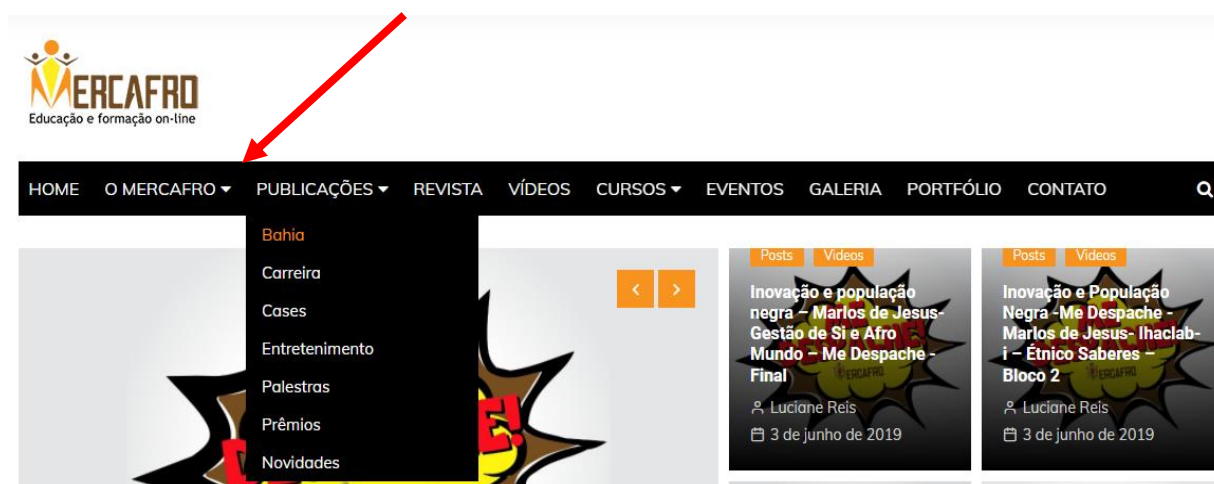 MERCAFRO
Educação e formação on-line
HOME O MERCAFRO PUBLICAÇÕES REVISTA VÍDEOS CURSOS EVENTOS GALERIA PORTFÓLIO CONTATO
Bahia
Carreira
Cases
Entretenimento
Palestras
Prêmios
Novidades
Posts Videos
Inovação e população
negra – Marlos de Jesus-
Gestão de Si e Afro
Mundo – Me Despache -
Final
Luciane Reis
3 de junho de 2019
Posts Videos
Inovação e População
Negra -Me Despache -
Marlos de Jesus- Ihaclab-
i – Étnico Saberes –
Bloco 2
Luciane Reis
3 de junho de 2019